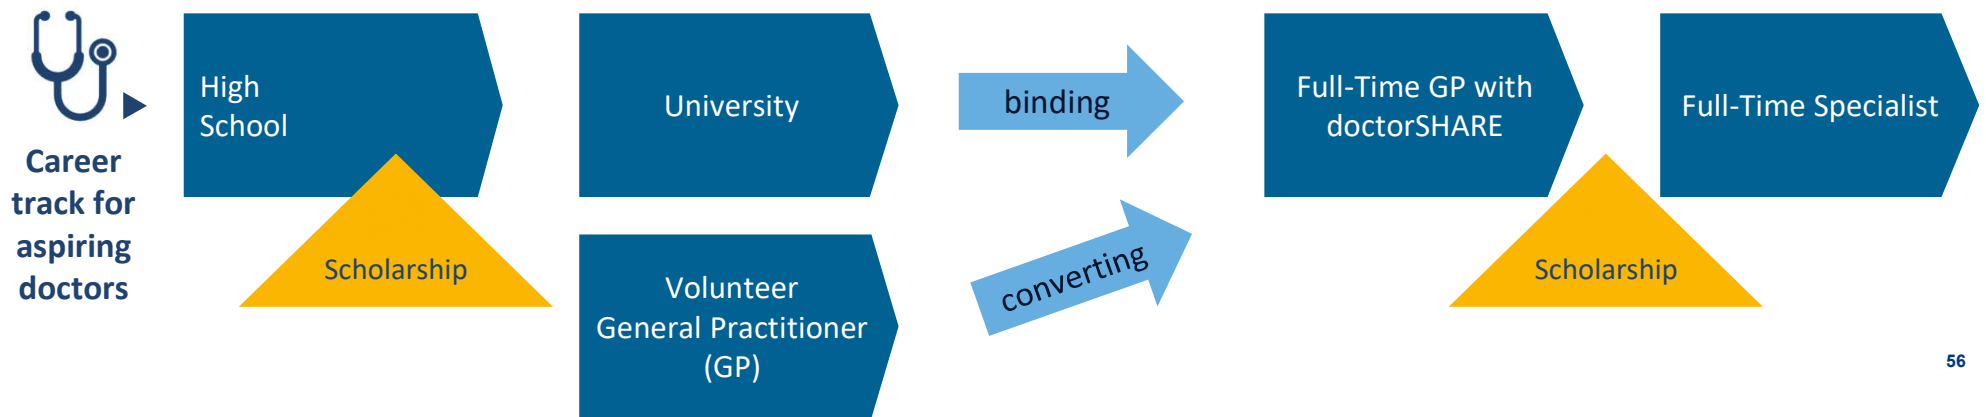 Career
track for
aspiring
doctors
High
School
Scholarship
University
Volunteer
General Practitioner
(GP)
binding
converting
Full-Time GP with
doctorSHARE
Scholarship
Full-Time Specialist
56